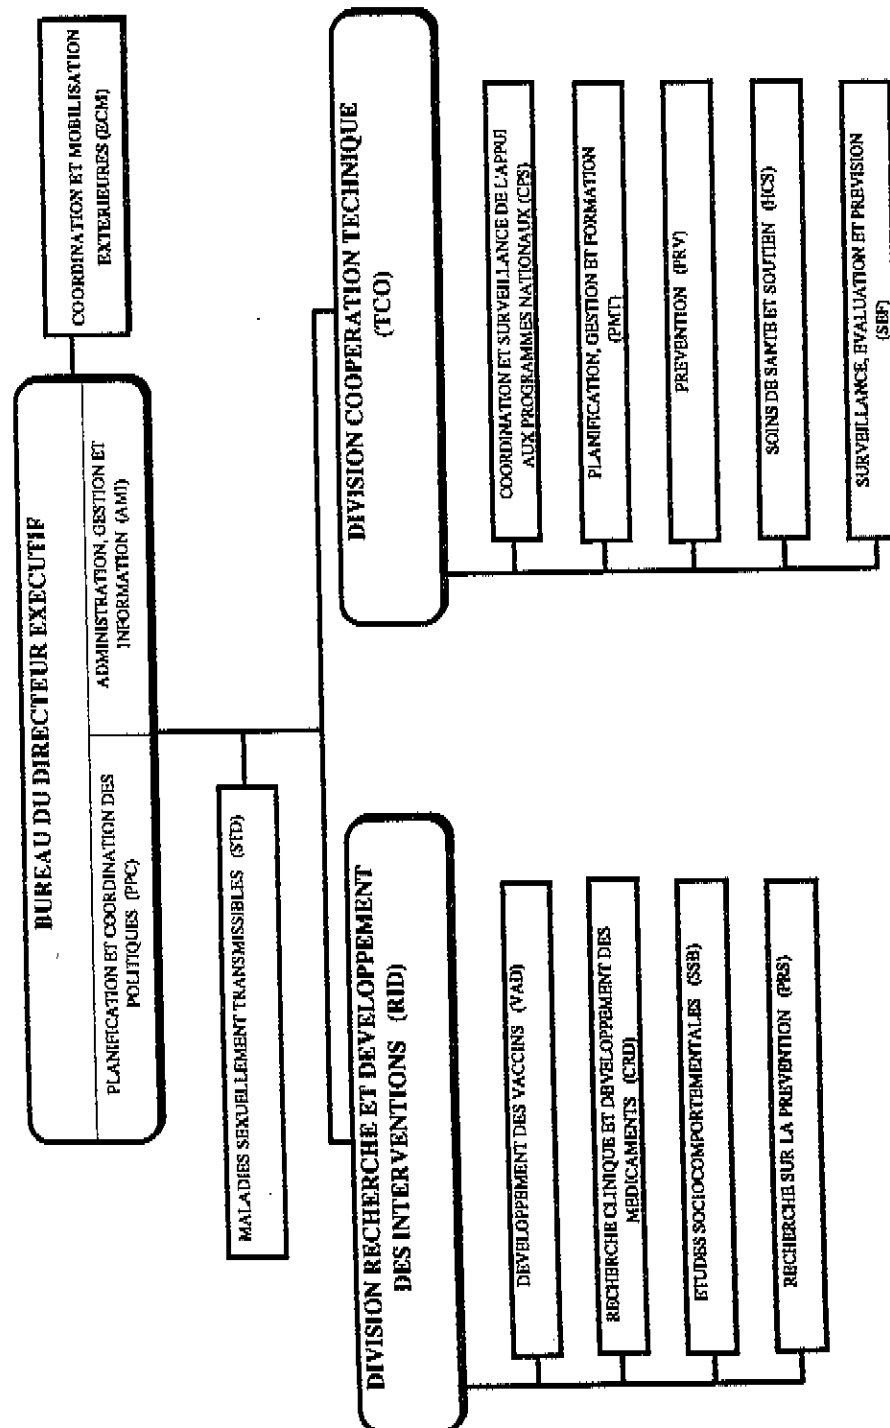 BUREAU DU DIRECTEUR EXECUTIF
PLANIFICATION ET COORDINATION DES
POLITIQUES (PPC)
ADMINISTRATION, GESTION ET
INFORMATION (AMI)
COORDINATION ET MOBILISATION
EXTERIEURES (ECM)
MALADIES SEXUELLEMENT TRANSMISSIBLES (STD)
DIVISION RECHERCHE ET DEVELOPPEMENT
DES INTERVENTIONS (RID)
DEVELOPPEMENT DES VACCINS (VAD)
RECHERCHE CLINIQUE ET DEVELOPPEMENT DES
MEDICAMENTS (CRD)
ETUDES SOCIOCOMPORTEMENTALES (SSB)
RECHERCHE SUR LA PREVENTION (PRS)
DIVISION COOPERATION TECHNIQUE
(TCO)
COORDINATION ET SURVEILLANCE DE L'APPUI
AUX PROGRAMMES NATIONAUX (CPS)
PLANIFICATION, GESTION ET FORMATION
(PMT)
PREVENTION (PRV)
SOINS DE SANTE ET SOUTIEN (HCS)
SURVEILLANCE, EVALUATION ET PREVISION
(SEF)